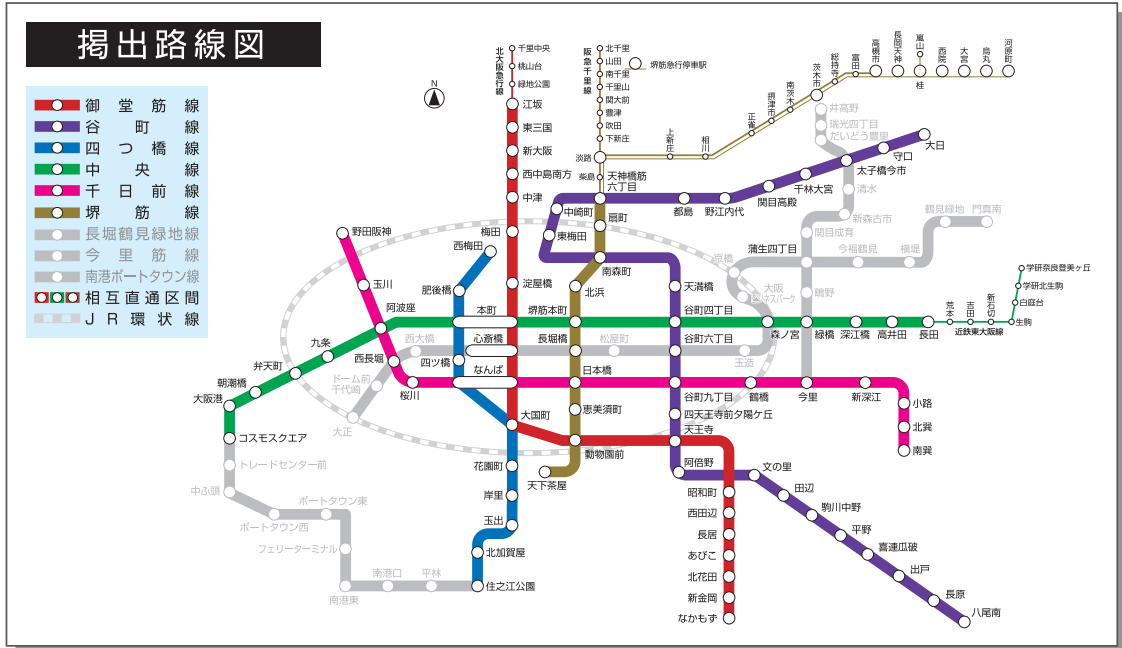 掲出路線図
御堂筋線
谷町線
四つ橋線
中央線
千日前線
堺筋線
長堀鶴見緑地線
今里筋線
南港ポートタウン線
相互直通区間
JR環状線
N
北大阪急行線
千里中央
桃山台
緑地公園
江坂
東三国
新大阪
西中島南方
中津
梅田
淀屋橋
本町
心斎橋
なんば
大国町
阪急千里線
北千里
山田
南千里
千里山
関大前
豊津
吹田
下新庄
淡路
柴島
天神橋筋
六丁目
堺筋急行停車駅
上新庄
相川
正雀
摂津市
南茨木
茨木市
総持寺
富田
高槻市
長岡天神
嵐山
桂
西院
大宮
烏丸
河原町
井高野
瑞光四丁目
だいどう豊里
太子橋今市
清水
新森古市
関目成育
蒲生四丁目
鴫野
緑橋
今里
大日
守口
千林大宮
関目高殿
野江内代
都島
中崎町
東梅田
扇町
南森町
北浜
堺筋本町
長堀橋
日本橋
恵美須町
動物園前
天下茶屋
天満橋
谷町四丁目
谷町六丁目
谷町九丁目
四天王寺前夕陽ケ丘
天王寺
阿倍野
文の里
田辺
駒川中野
平野
喜連瓜破
出戸
長原
八尾南
昭和町
西田辺
長居
あびこ
北花田
新金岡
なかもず
西梅田
肥後橋
四ツ橋
花園町
岸里
玉出
北加賀屋
住之江公園
野田阪神
玉川
阿波座
西長堀
桜川
鶴橋
新深江
小路
北巽
南巽
九条
弁天町
朝潮橋
大阪港
コスモスクエア
トレードセンター前
中ふ頭
ポートタウン西
ポートタウン東
フェリーターミナル
南港東
南港口
平林
大正
ドーム前
千代崎
西大橋
松屋町
玉造
森ノ宮
大阪
ビジネスパーク
京橋
今福鶴見
横堤
鶴見緑地
門真南
深江橋
高井田
長田
荒本
吉田
新石切
生駒
近鉄東大阪線
白庭台
学研北生駒
学研奈良登美ヶ丘